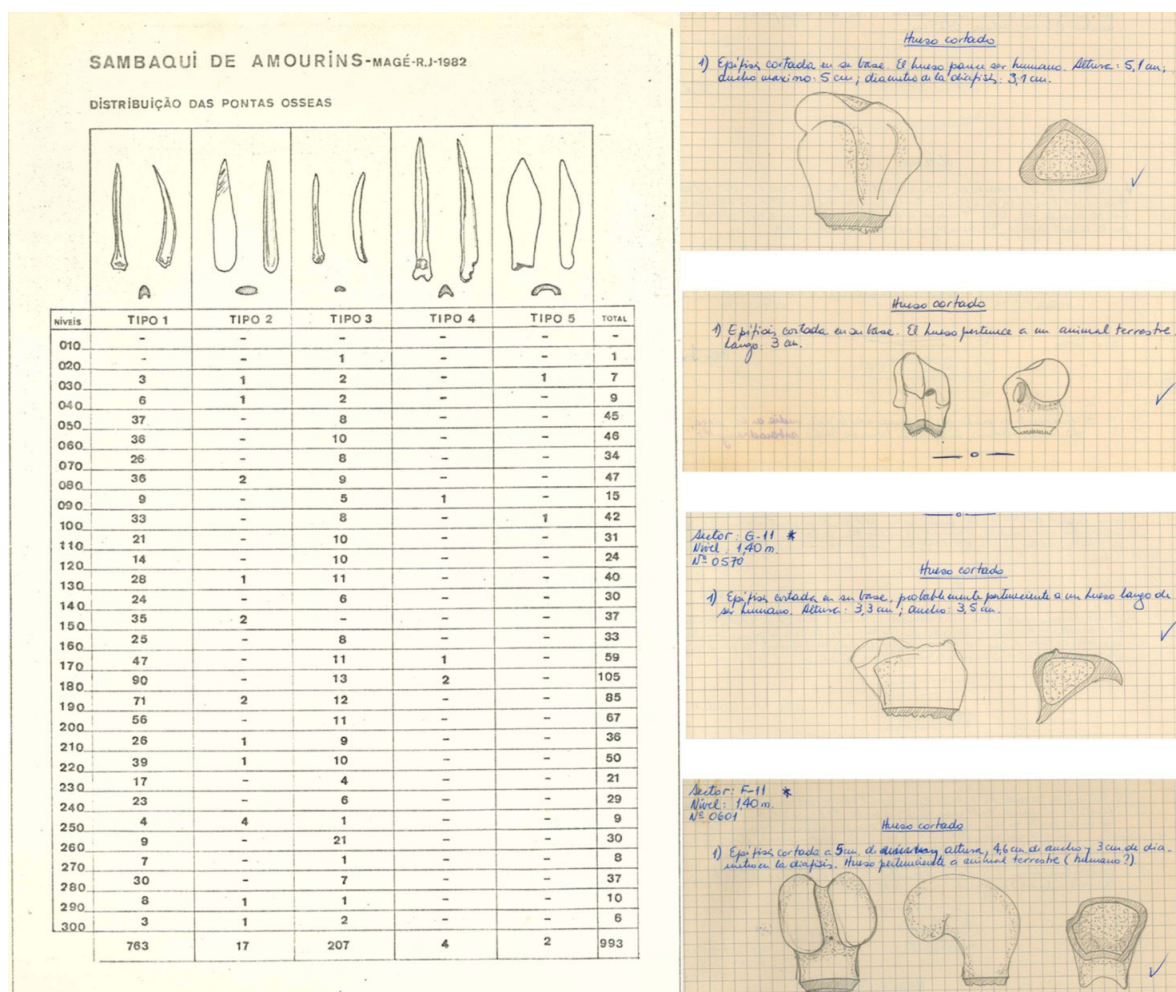 SAMBAQUİ DE AMOURİNS-MAGÉ-R.J-1982
DİSTRIBUİÇÃO DAS PONTAS OSSEAS
NÍVEİS TIPO 1 TIPO 2 TIPO 3 TIPO 4 TIPO 5 TOTAL
010 - - - - - -
020 - - 1 - - 1
030 3 1 2 - 1 7
040 6 1 2 - - 9
050 37 - 8 - - 45
060 36 - 10 - - 46
070 26 - 8 - - 34
080 36 2 9 - - 47
090 9 - 5 1 - 15
100 33 - 8 - 1 42
110 21 - 10 - - 31
120 14 - 10 - - 24
130 28 1 11 - - 40
140 24 - 6 - - 30
150 35 2 - - - 37
160 25 - 8 - - 33
170 47 - 11 1 - 59
180 90 - 13 2 - 105
190 71 2 12 - - 85
200 56 - 11 - - 67
210 26 1 9 - - 36
220 39 1 10 - - 50
230 17 - 4 - - 21
240 23 - 6 - - 29
250 4 4 1 - - 9
260 9 - 21 - - 30
270 7 - 1 - - 8
280 30 - 7 - - 37
290 8 1 1 - - 10
300 3 1 2 - - 6
763 17 207 4 2 993
Hueso cortado
1) Epífisis cortada en su base. El hueso parece ser humano. Altura: 5,1 cm;
ancho maximo: 5 cm; diametro de la diáfisis: 3,1 cm.
Hueso cortado
1) Epífisis cortada en su base. El hueso pertenece a un animal terrestre.
Largo: 3 cm.
Sector: G-11 *
Nivel: 1,40 m.
Nº 0570
Hueso cortado
1) Epífisis cortada en su base, probablemente perteneciente a un hueso largo de
ser humano. Altura: 3,3 cm; ancho: 3,5 cm.
Sector: F-11 *
Nivel: 1,40 m.
Nº 0601
Hueso cortado
1) Epífisis cortada a 5 cm. de altura, 4,6 cm de ancho y 3 cm de diá-
metro en la diáfisis. Hueso perteneciente a animal terrestre (humano?).